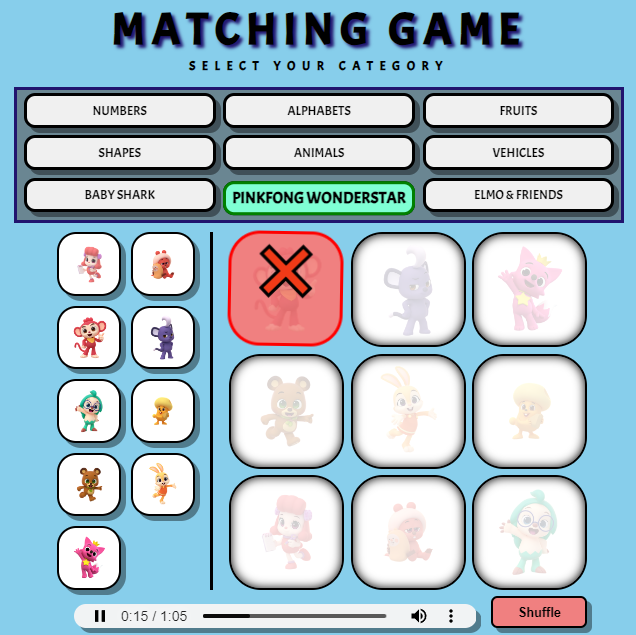 MATCHING GAME
SELECT YOUR CATEGORY
NUMBERS ALPHABETS FRUITS
SHAPES ANIMALS VEHICLES
BABY SHARK PINKFONG WONDERSTAR ELMO & FRIENDS
0:15 / 1:05 Shuffle